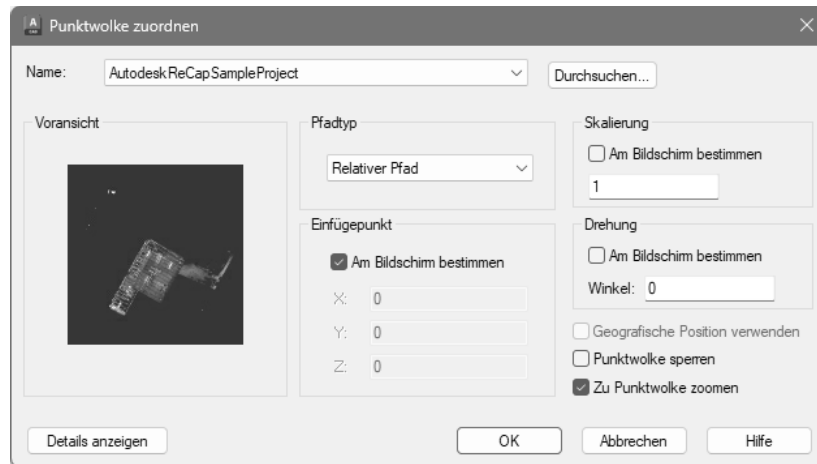 Punktwolke zuordnen
Name: AutodeskReCapSampleProject Durchsuchen...
Voransicht
Pfadtyp
Relativer Pfad
Einfügepunkt
Am Bildschirm bestimmen
X: 0
Y: 0
Z: 0
Skalierung
Am Bildschirm bestimmen
1
Drehung
Am Bildschirm bestimmen
Winkel: 0
Geografische Position verwenden
Punktwolke sperren
Zu Punktwolke zoomen
Details anzeigen OK Abbrechen Hilfe